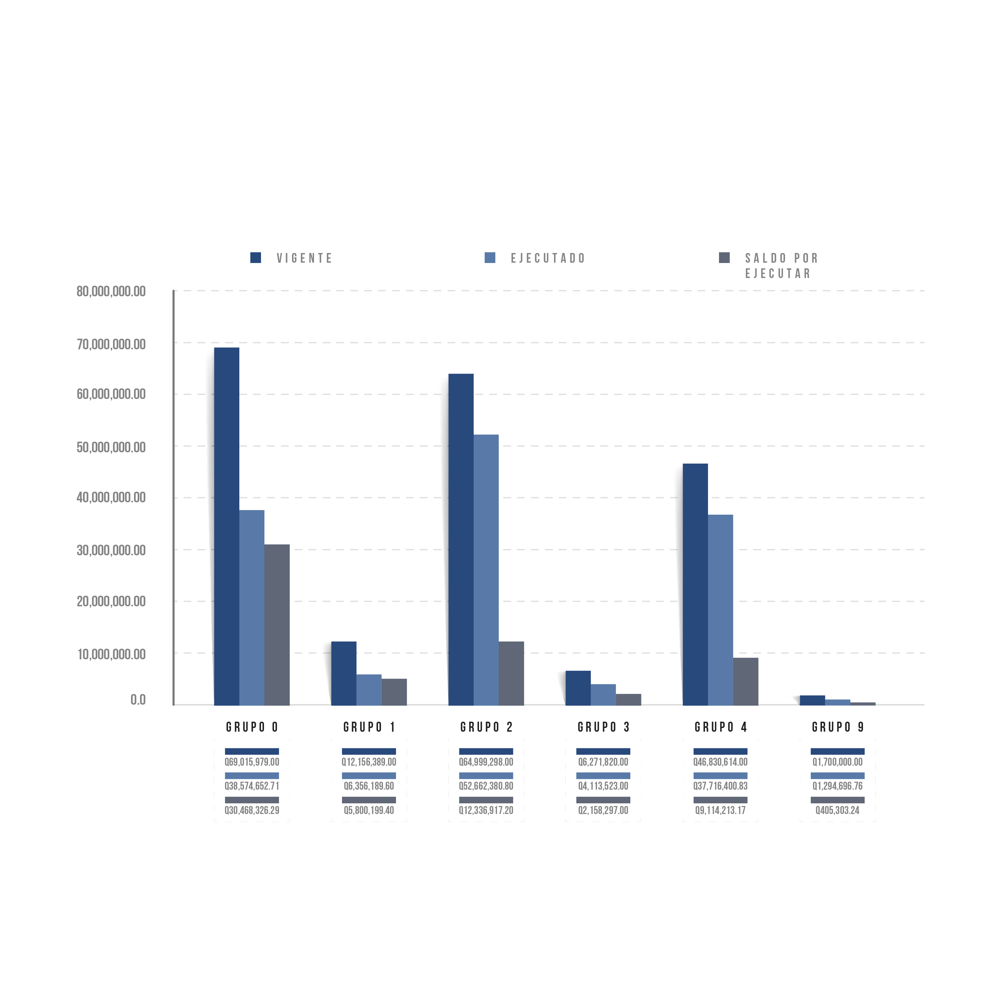 VIGENTE
EJECUTADO
SALDO POR
EJECUTAR
80,000,000.00
70,000,000.00
60,000,000.00
50,000,000.00
40,000,000.00
30,000,000.00
20,000,000.00
10,000,000.00
0.0
GRUPO 0
GRUPO 1
GRUPO 2
GRUPO 3
GRUPO 4
GRUPO 9
Q69,015,979.00
Q12,156,389.00
Q64,999,298.00
Q6,271,820.00
Q46,830,614.00
Q1,700,000.00
Q38,574,652.71
Q6,356,189.60
Q52,662,380.80
Q4,113,523.00
Q37,716,400.83
Q1,294,696.76
Q30,468,326.29
Q5,800,199.40
Q12,336,917.20
Q2,158,297.00
Q9,114,213.17
Q405,303.24